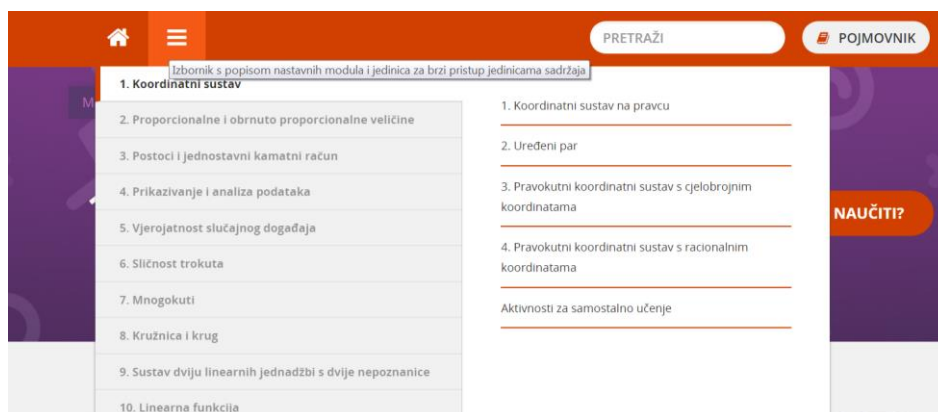 PRETRAŽI
POJMOVNIK
Izbornik s popisom nastavnih modula i jedinica za brzi pristup jedinicama sadržaja
1. Koordinatni sustav
M
2. Proporcionalne i obrnuto proporcionalne veličine
3. Postoci i jednostavni kamatni račun
4. Prikazivanje i analiza podataka
5. Vjerojatnost slučajnog događaja
6. Sličnost trokuta
7. Mnogokuti
8. Kružnica i krug
9. Sustav dviju linearnih jednadžbi s dvije nepoznanice
10. Linearna funkcija
1. Koordinatni sustav na pravcu
2. Uređeni par
3. Pravokutni koordinatni sustav s cjelobrojnim
koordinatama
4. Pravokutni koordinatni sustav s racionalnim
koordinatama
Aktivnosti za samostalno učenje
NAUČITI?